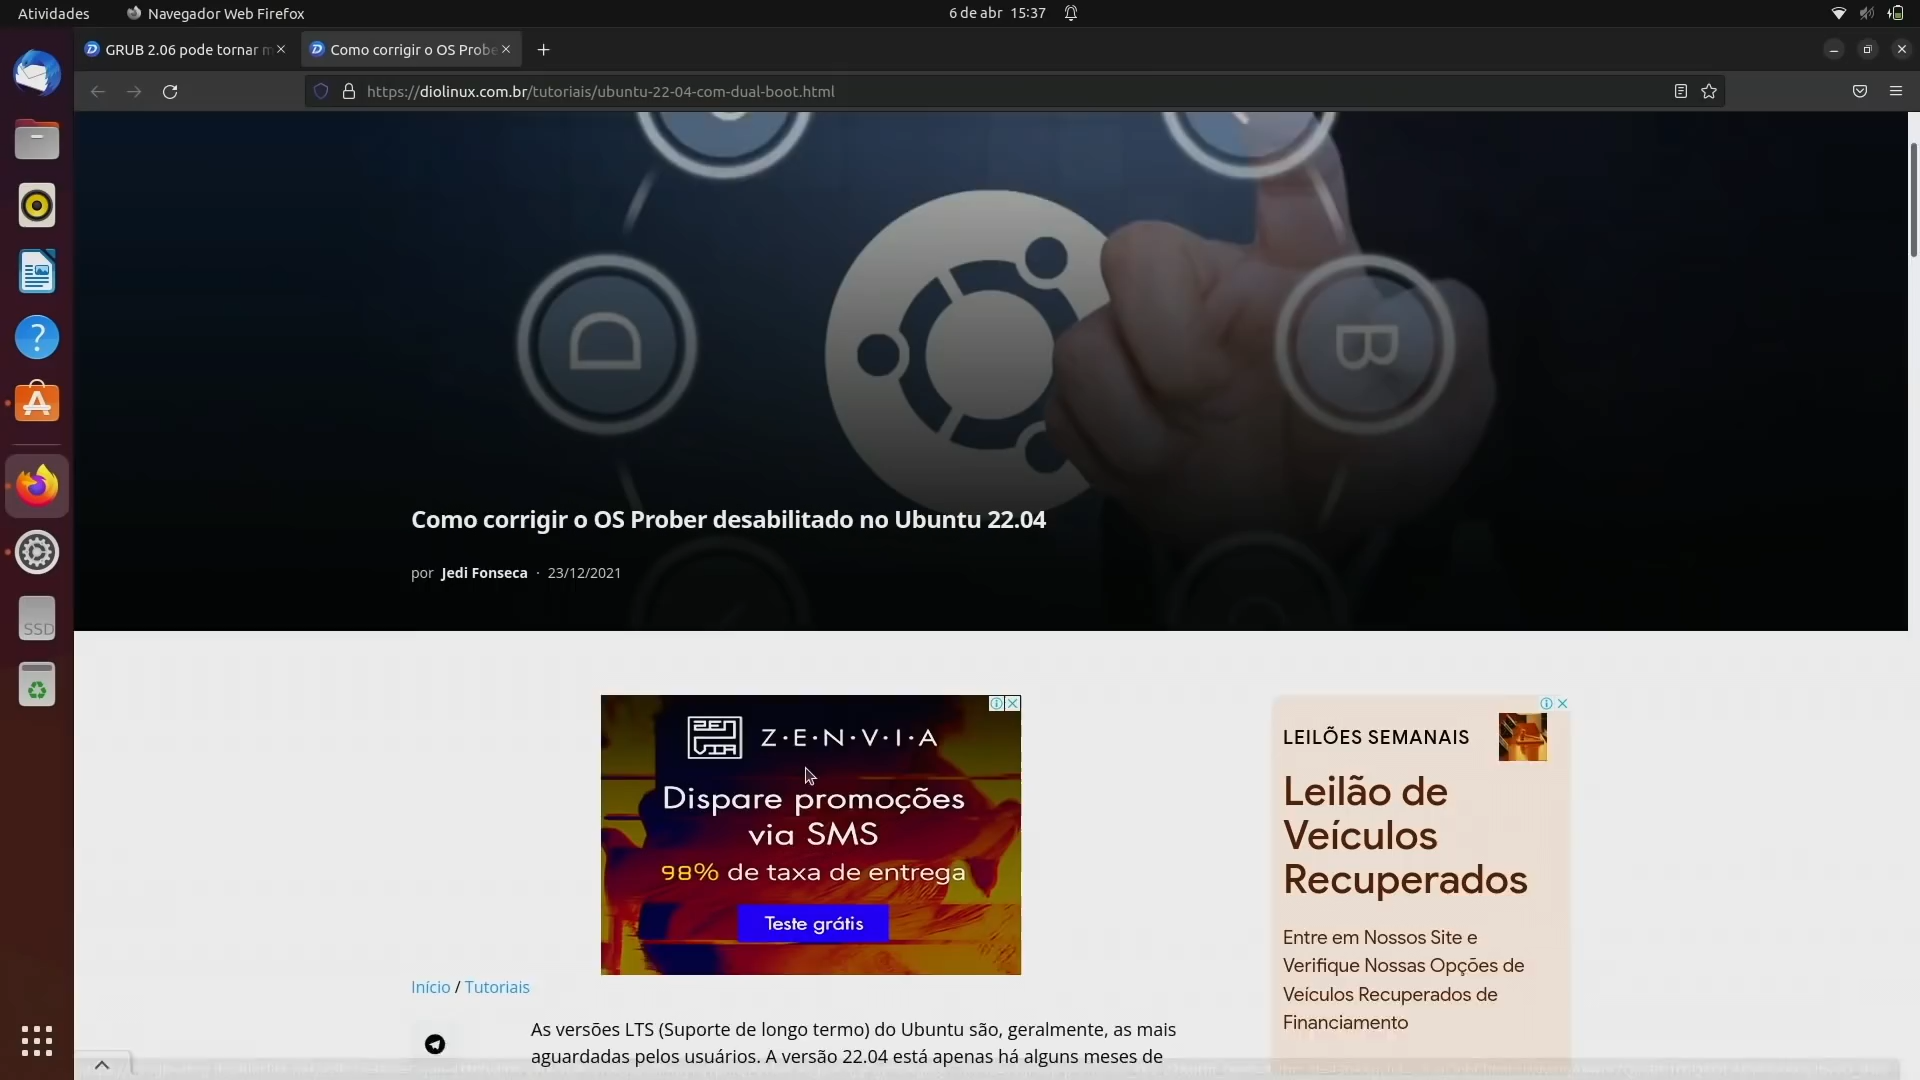 Atividades
Navegador Web Firefox
6 de abr 15:37
GRUB 2.06 pode tornar m
Como corrigir o OS Probe
https://diolinux.com.br/tutoriais/ubuntu-22-04-com-dual-boot.html
D
B
Como corrigir o OS Prober desabilitado no Ubuntu 22.04
por Jedi Fonseca · 23/12/2021
SSD
ZENVIA
Z·E·N·V·I·A
Dispare promoções
via SMS
98% de taxa de entrega
Teste grátis
LEILÕES SEMANAIS
Leilão de
Veículos
Recuperados
Entre em Nossos Site e
Verifique Nossas Opções de
Veículos Recuperados de
Financiamento
Início / Tutoriais
As versões LTS (Suporte de longo termo) do Ubuntu são, geralmente, as mais
aguardadas pelos usuários. A versão 22.04 está apenas há alguns meses de